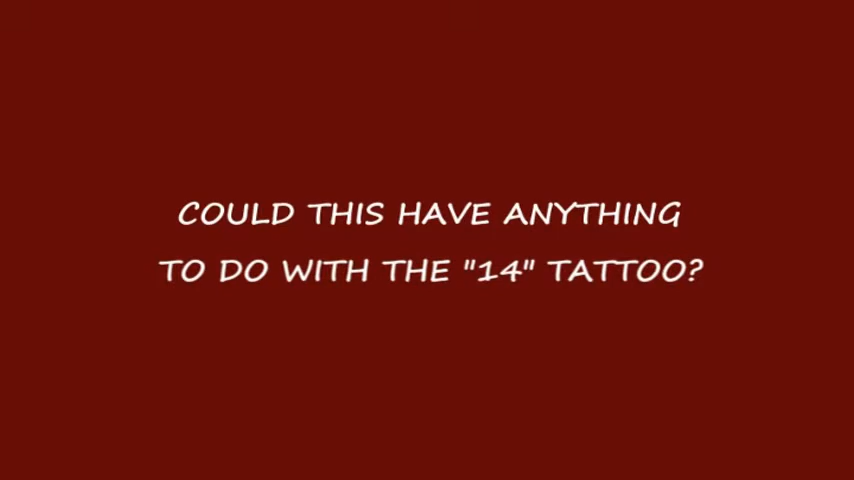 COULD THIS HAVE ANYTHING
TO DO WITH THE "14" TATTOO?